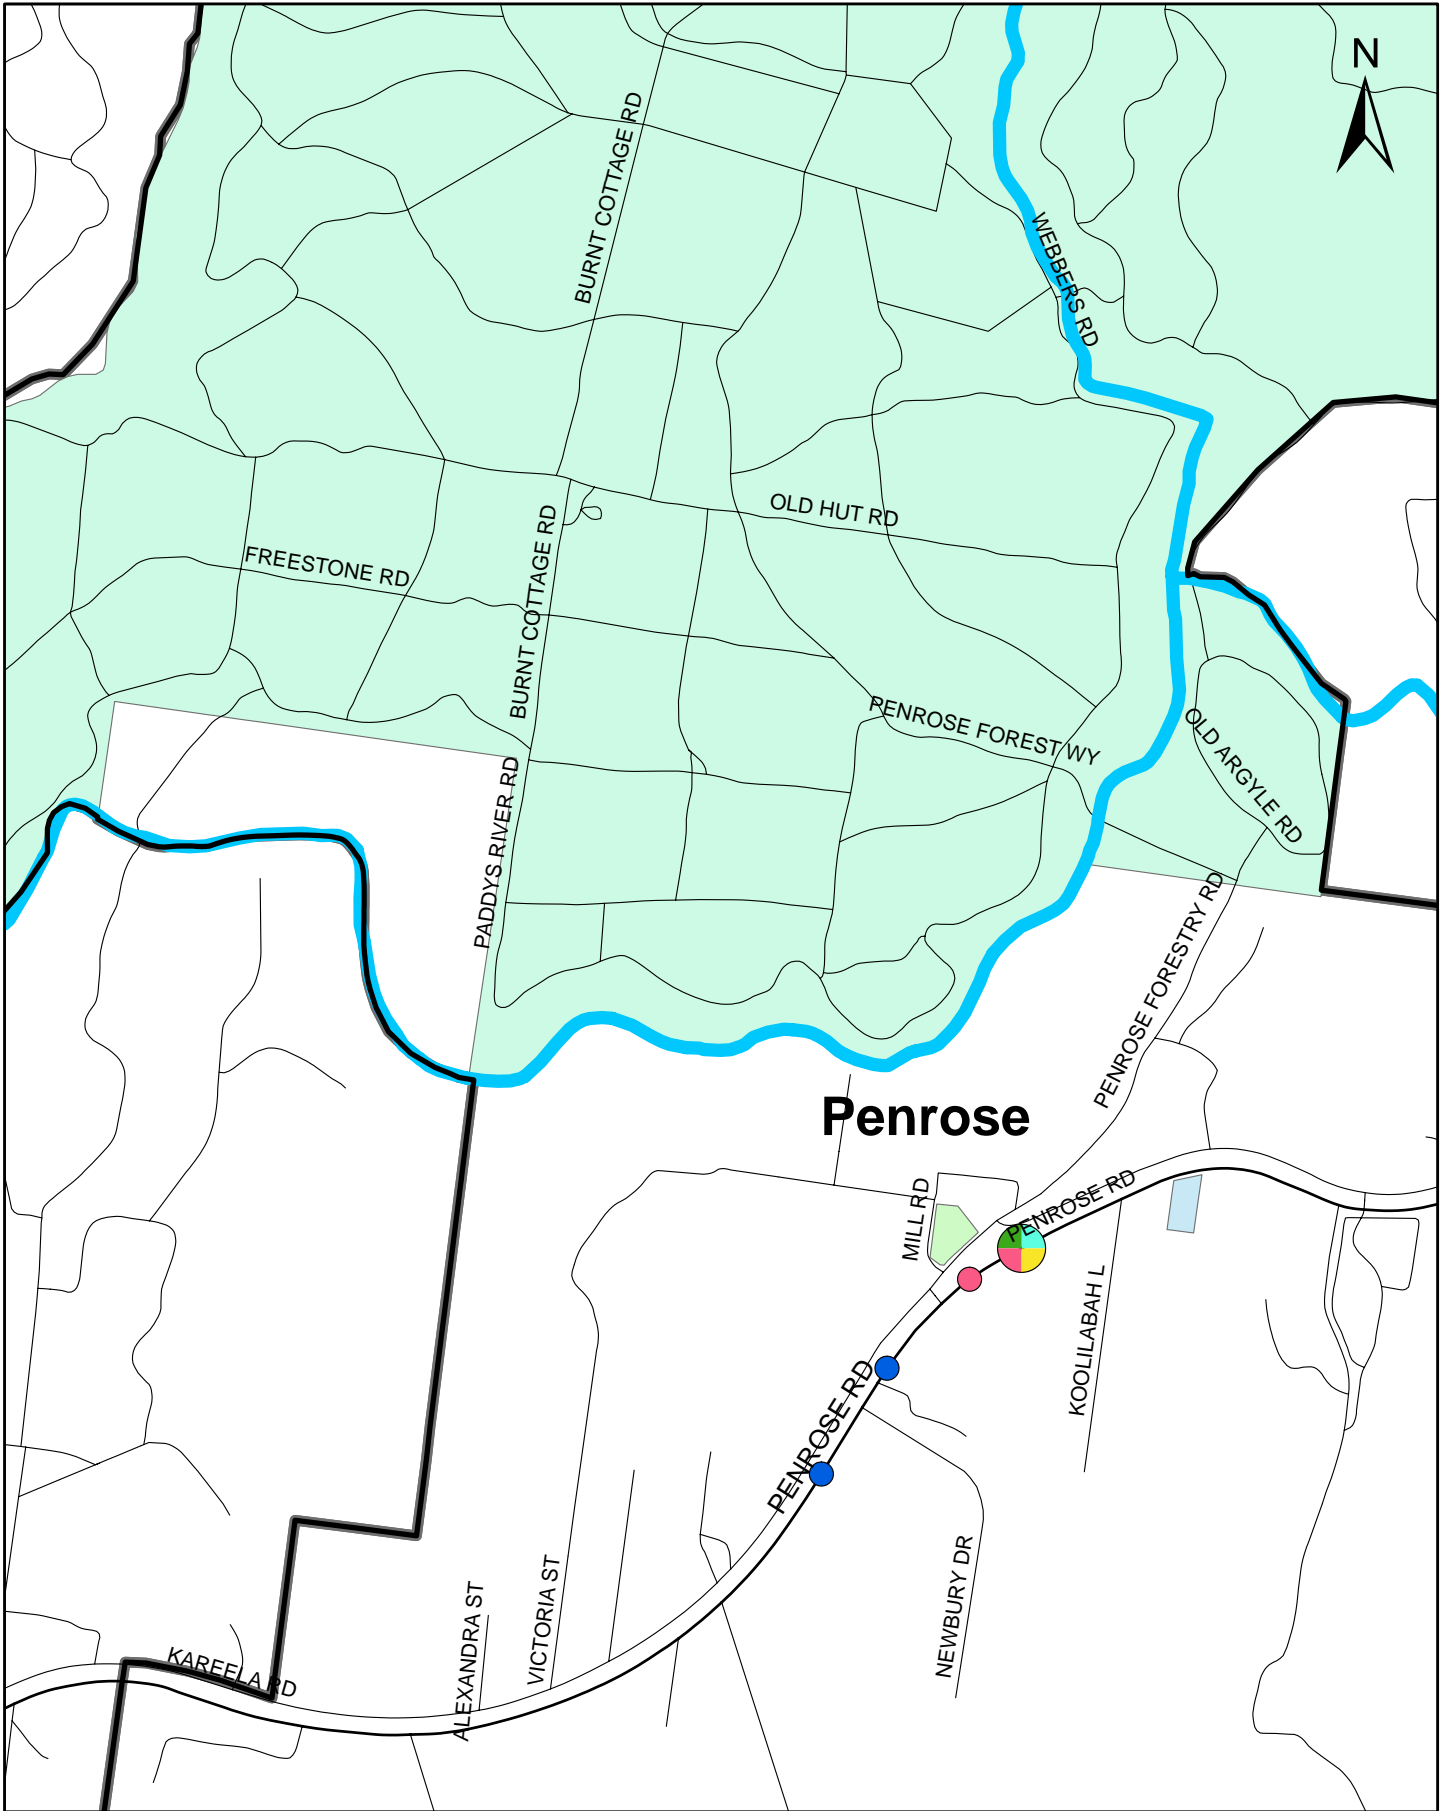 N
BURNT COTTAGE RD
WEBBERS RD
OLD HUT RD
FREESTONE RD
BURNT COTTAGE RD
PENROSE FOREST WY
OLD ARGYLE RD
PADDYS RIVER RD
PENROSE FORESTRY RD
Penrose
MILL RD
PENROSE RD
KOOLILABAH L
PENROSE RD
NEWBURY DR
VICTORIA ST
ALEXANDRA ST
KAREELA RD